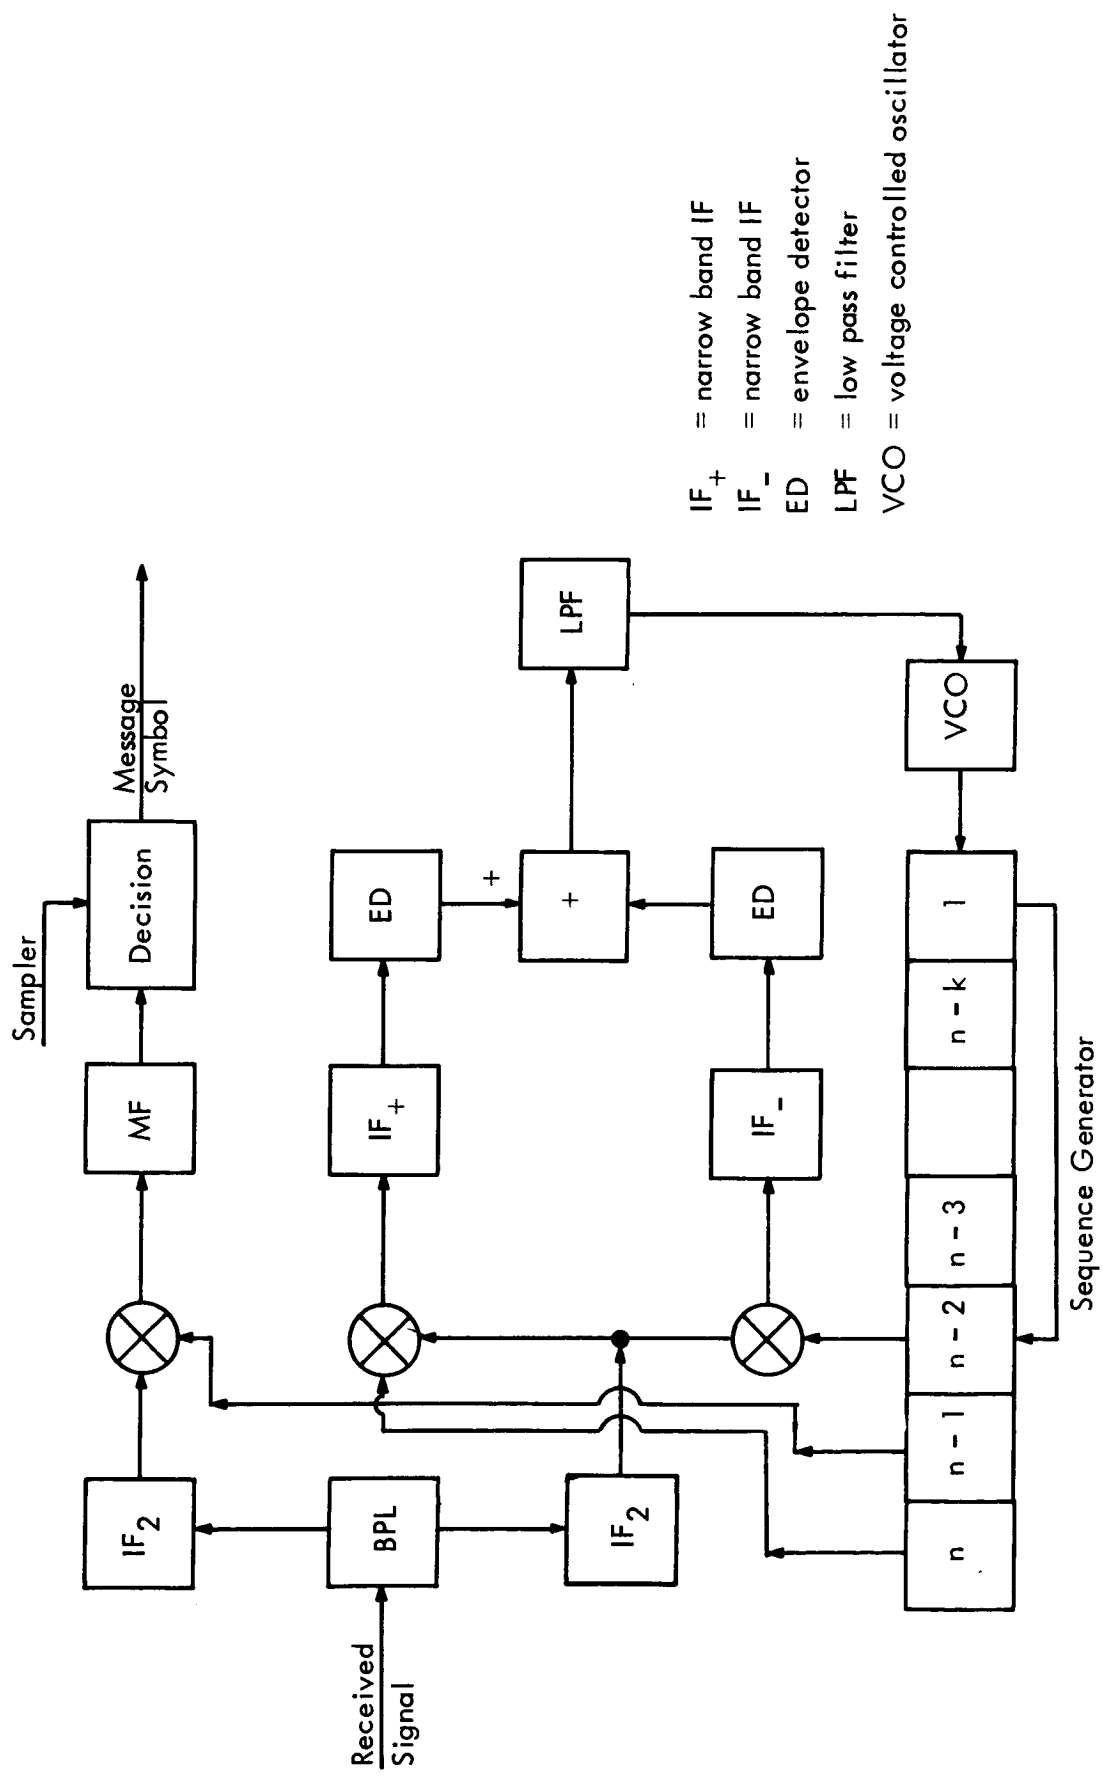 Sampler
IF2
MF
Decision
Message
Symbol
Received
Signal
BPL
IF+
ED
+
+
LPF
IF2
IF-
ED
n
n-1
n-2
n-3
n-k
1
VCO
Sequence Generator
IF+ = narrow band IF
IF- = narrow band IF
ED = envelope detector
LPF = low pass filter
VCO = voltage controlled oscillator